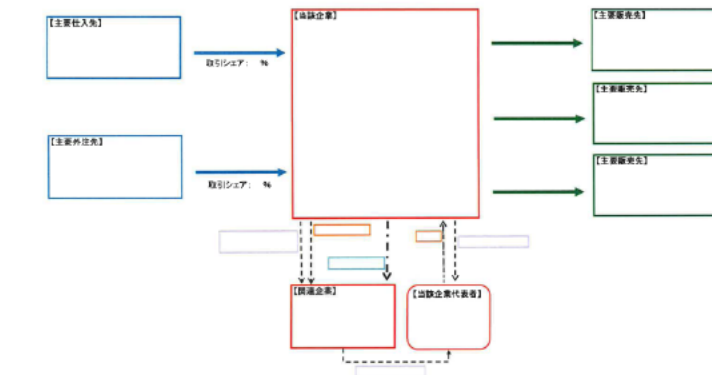 【主要仕入先】
取引シェア： %
【主要外注先】
取引シェア： %
【当該企業】
【主要販売先】
【主要販売先】
【主要販売先】
【関連企業】
【当該企業代表者】